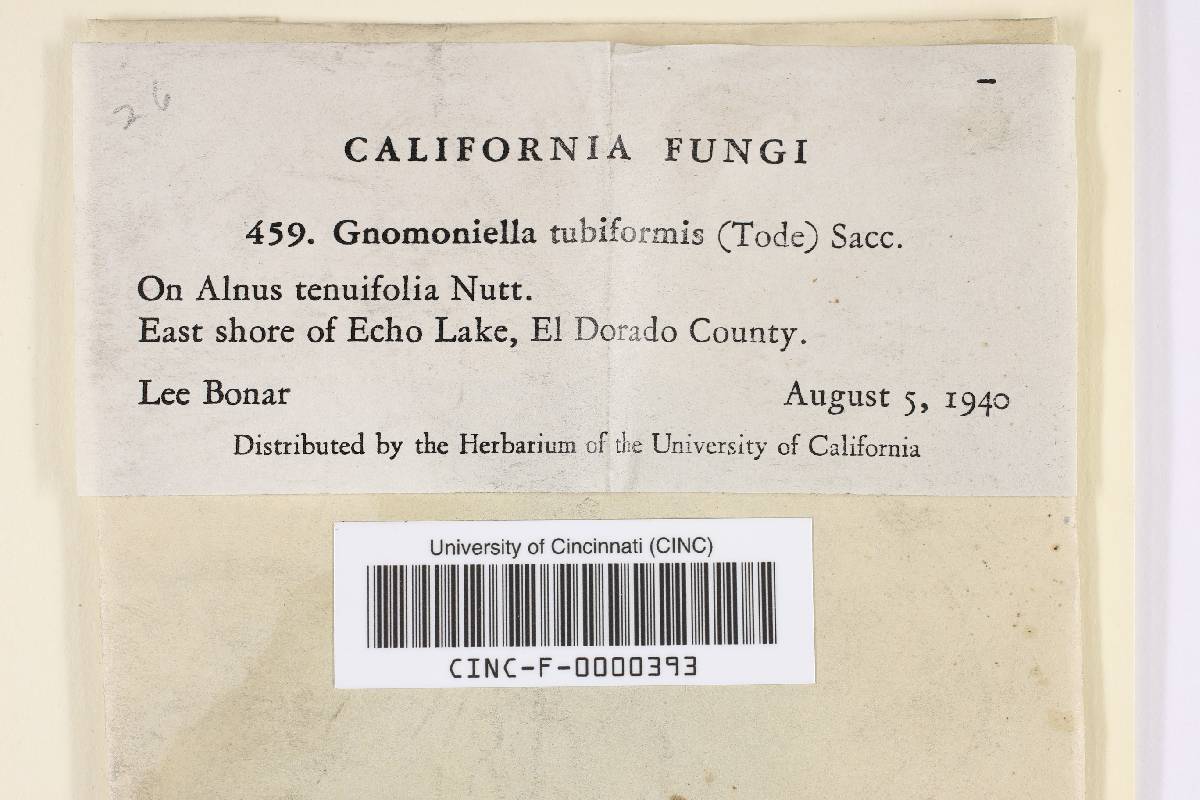 26
CALIFORNIA FUNGI
459. Gnomoniella tubiformis (Tode) Sacc.
On Alnus tenuifolia Nutt.
East shore of Echo Lake, El Dorado County.
Lee Bonar August 5, 1940
Distributed by the Herbarium of the University of California
University of Cincinnati (CINC)
CINC-F-0000393